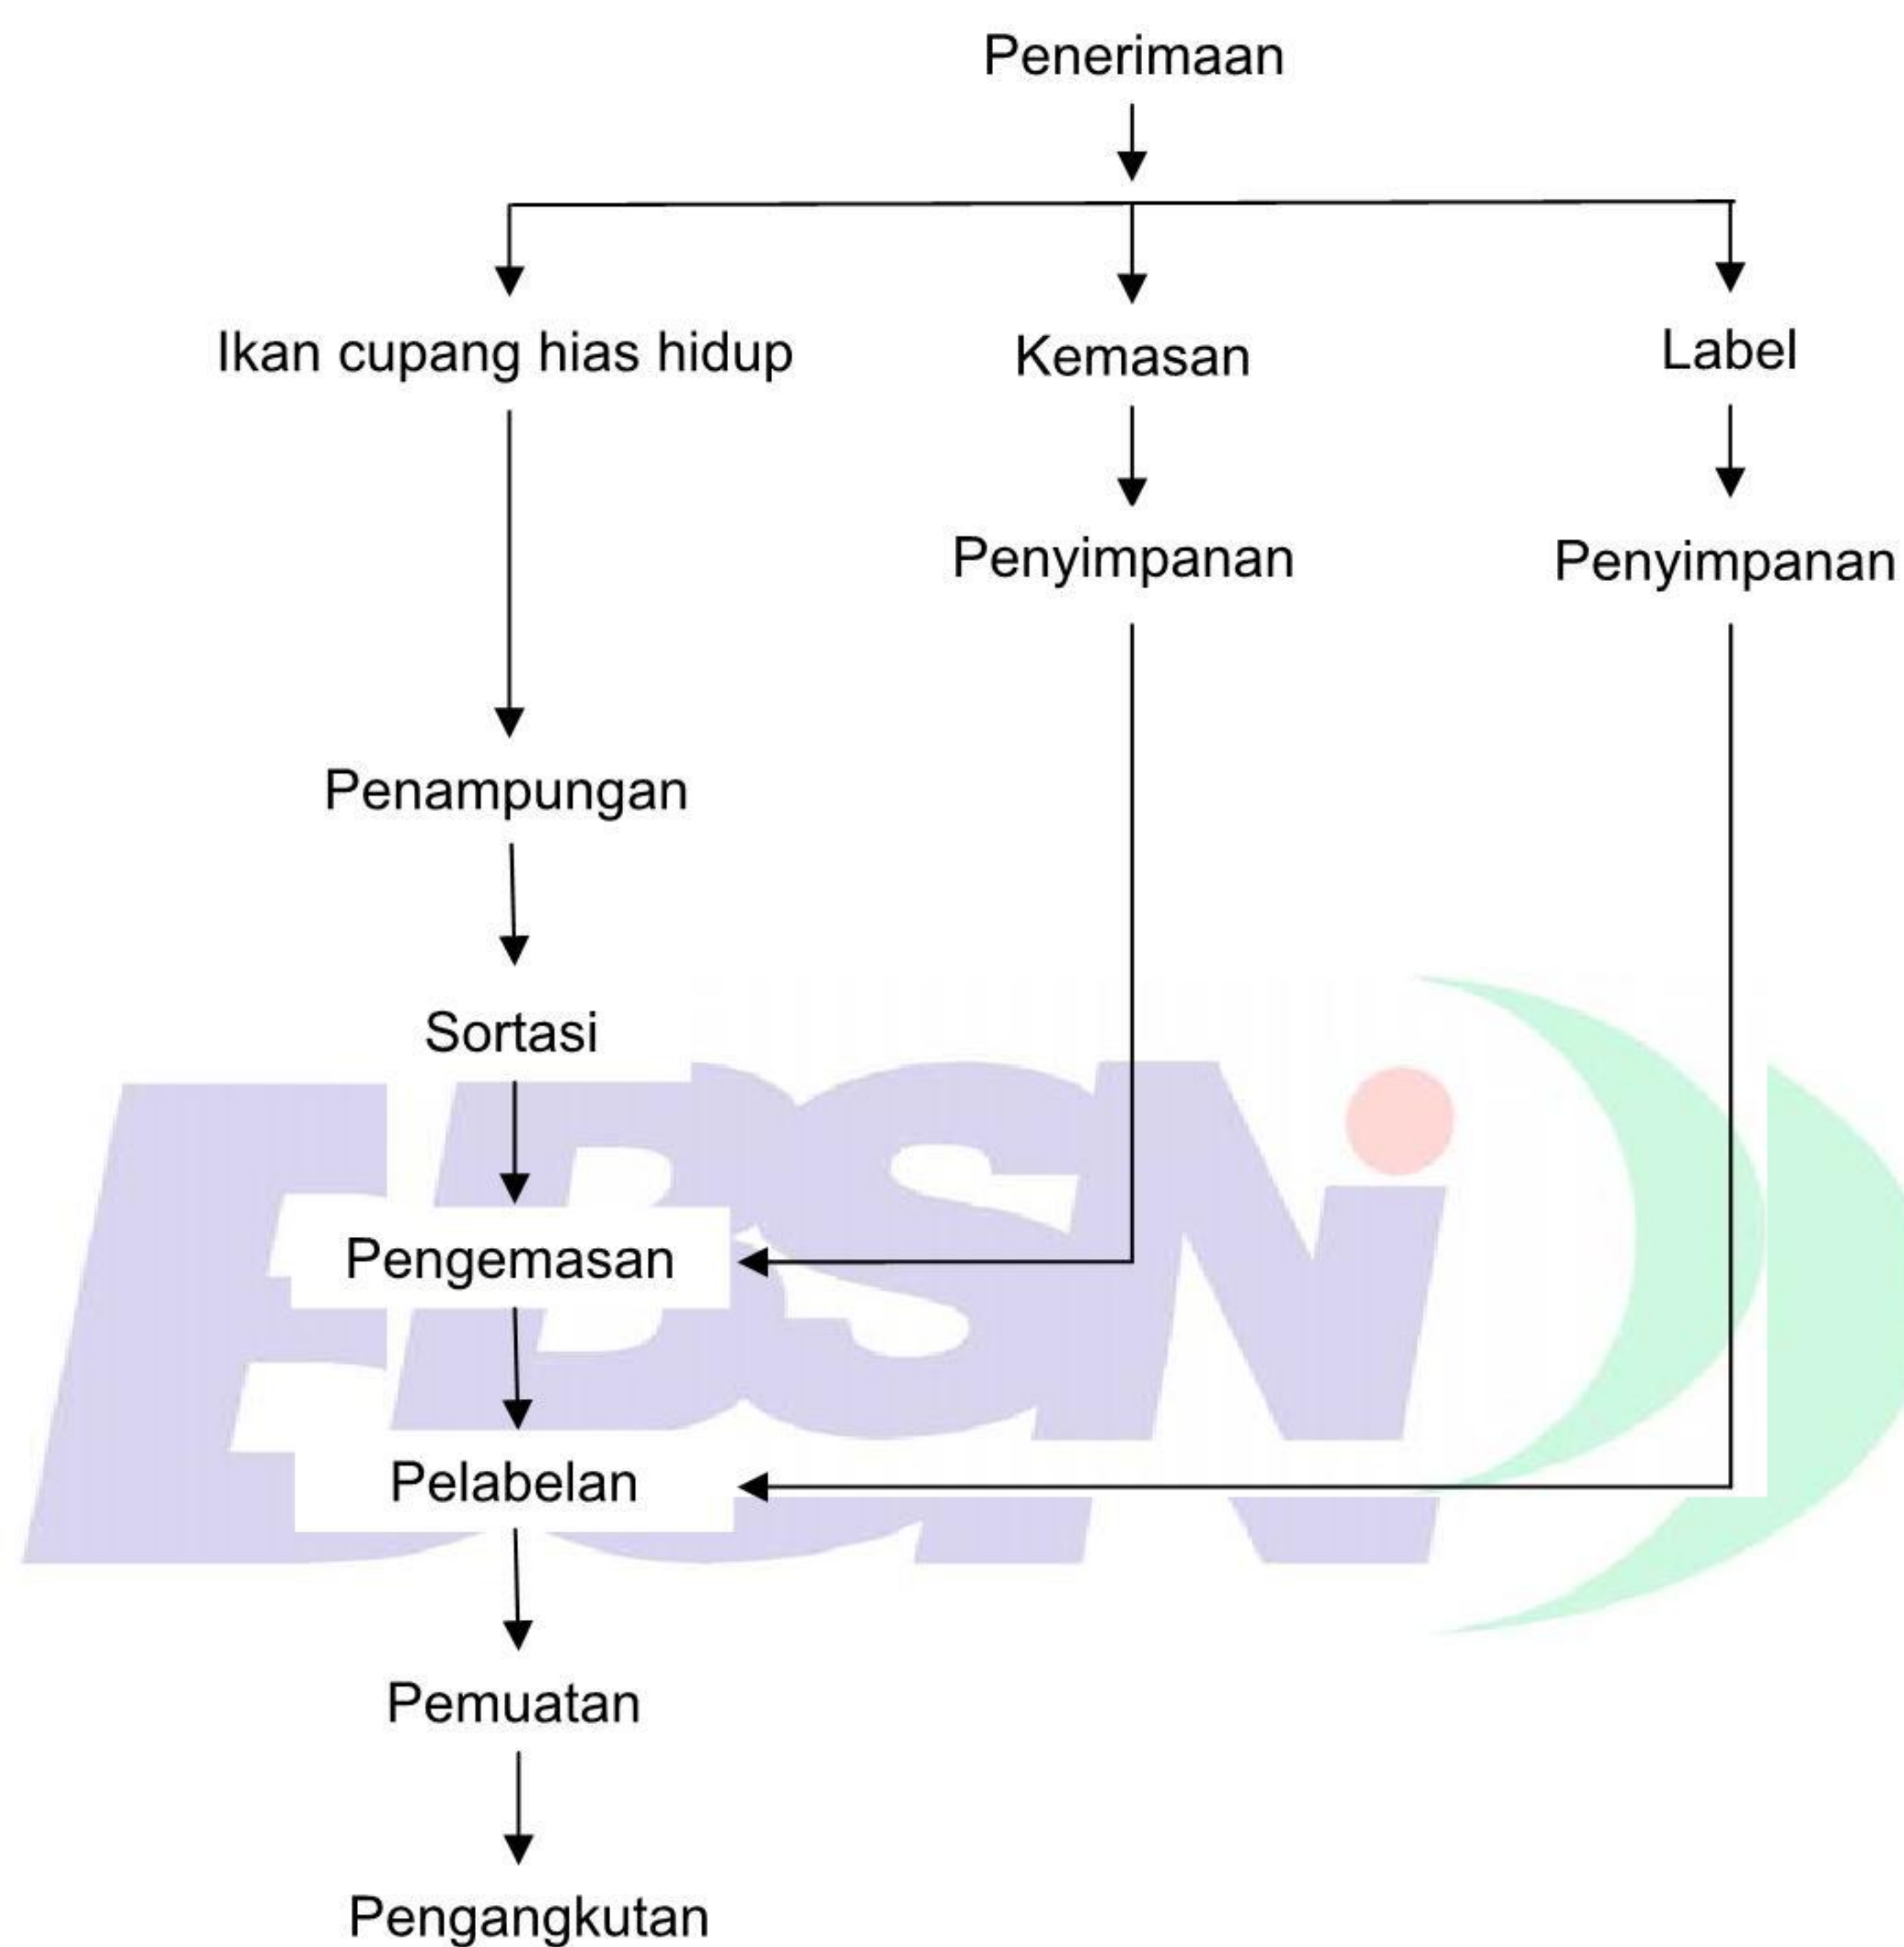 Penerimaan
Ikan cupang hias hidup
Kemasan
Label
Penyimpanan
Penyimpanan
Penampungan
Sortasi
Pengemasan
Pelabelan
Pemuatan
Pengangkutan
BSN